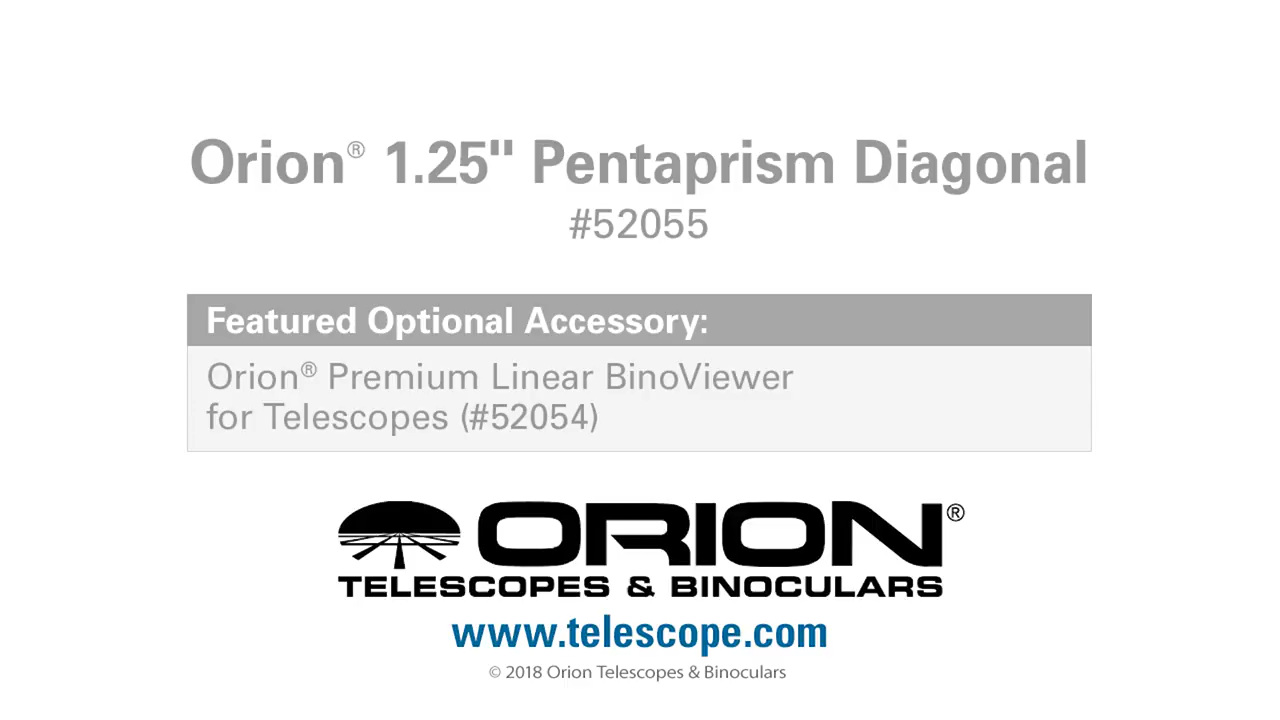 Orion® 1.25" Pentaprism Diagonal
#52055
Featured Optional Accessory:
Orion® Premium Linear BinoViewer
for Telescopes (#52054)
ORION®
TELESCOPES & BINOCULARS
www.telescope.com
© 2018 Orion Telescopes & Binoculars